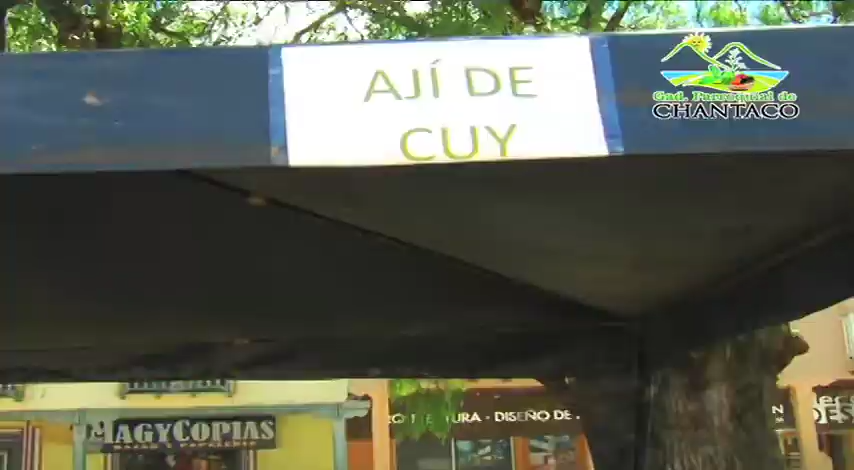 AJÍ DE
CUY
Gad. Parroquial de
CHANTACO
MAGYCOPIAS
DISEÑO DE